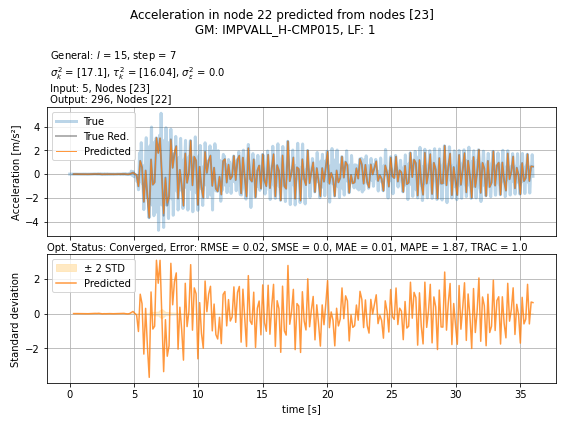 Acceleration in node 22 predicted from nodes [23]
GM: IMPVALL_H-CMP015, LF: 1
General: l = 15, step = 7
σ²ₖ = [17.1], τ²ₖ = [16.04], σ²ε = 0.0
Input: 5, Nodes [23]
Output: 296, Nodes [22]
True
True Red.
Predicted
Acceleration [m/s²]
4
2
0
−2
−4
Opt. Status: Converged, Error: RMSE = 0.02, SMSE = 0.0, MAE = 0.01, MAPE = 1.87, TRAC = 1.0
± 2 STD
Predicted
Standard deviation
2
0
−2
0 5 10 15 20 25 30 35
time [s]